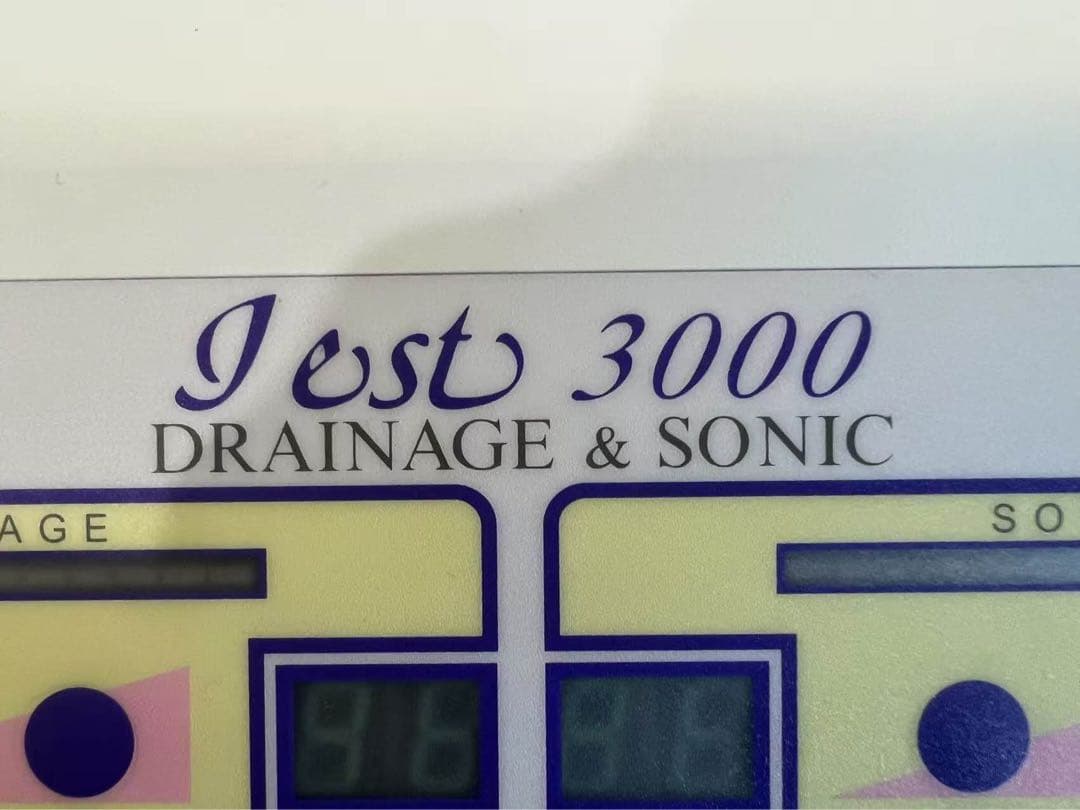 Jest 3000
DRAINAGE & SONIC
AGE
SO